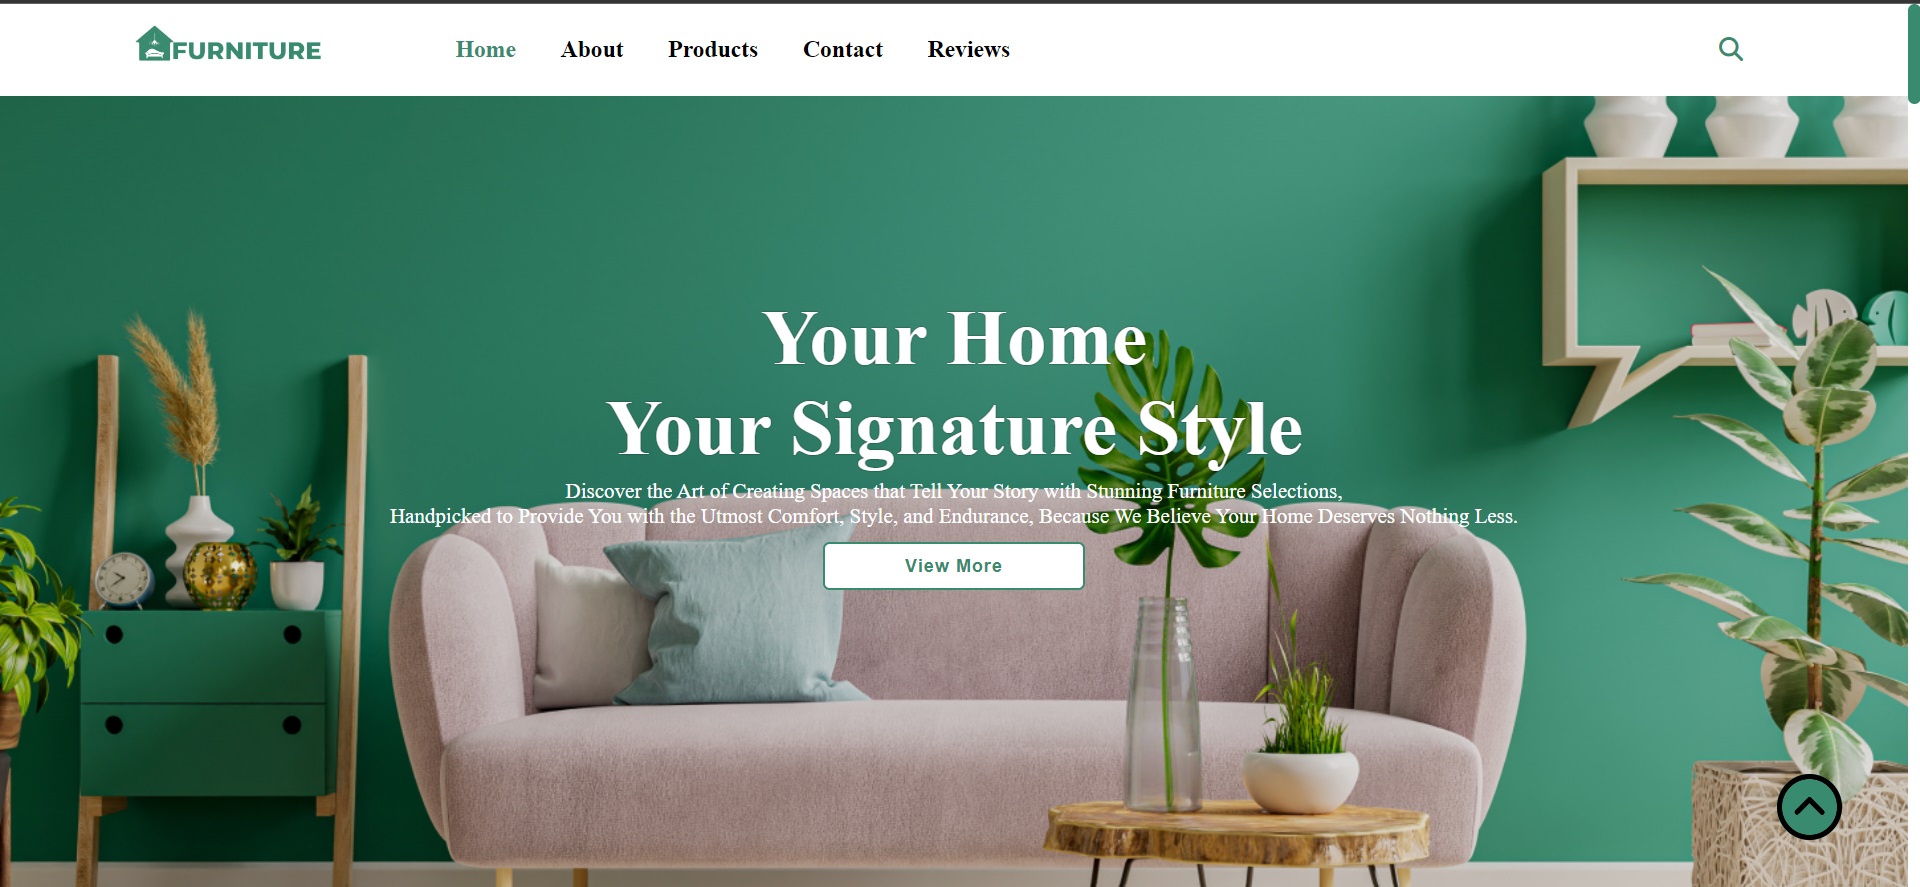 FURNITURE
Home About Products Contact Reviews
Your Home
Your Signature Style
Discover the Art of Creating Spaces that Tell Your Story with Stunning Furniture Selections,
Handpicked to Provide You with the Utmost Comfort, Style, and Endurance, Because We Believe Your Home Deserves Nothing Less.
View More